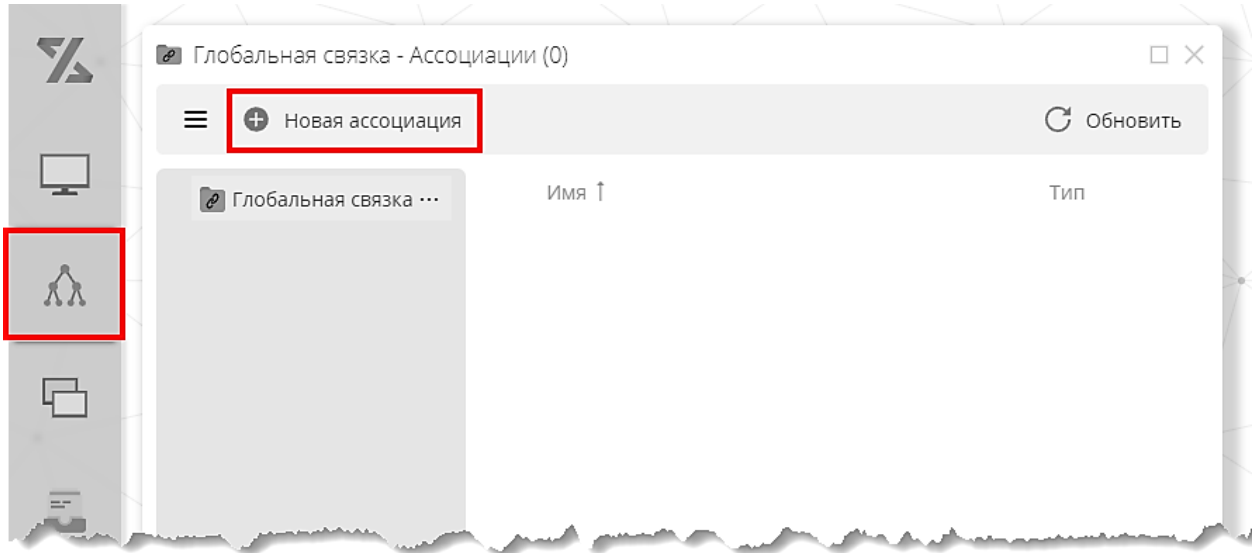 Глобальная связка - Ассоциации (0)
Новая ассоциация
Обновить
Глобальная связка ···
Имя ↑
Тип